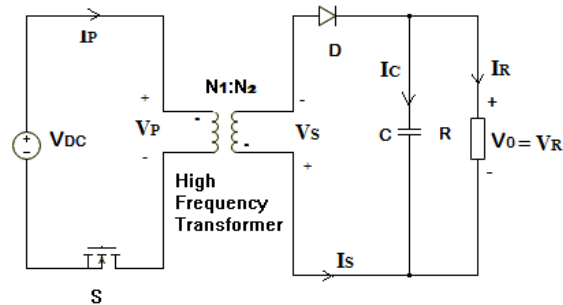 IP
D
N1:N2
IC
IR
+
-
+
+
-
VDC
VP
-
-
VS
C
R
V0 = VR
-
-
+
High
Frequency
Transformer
IS
S